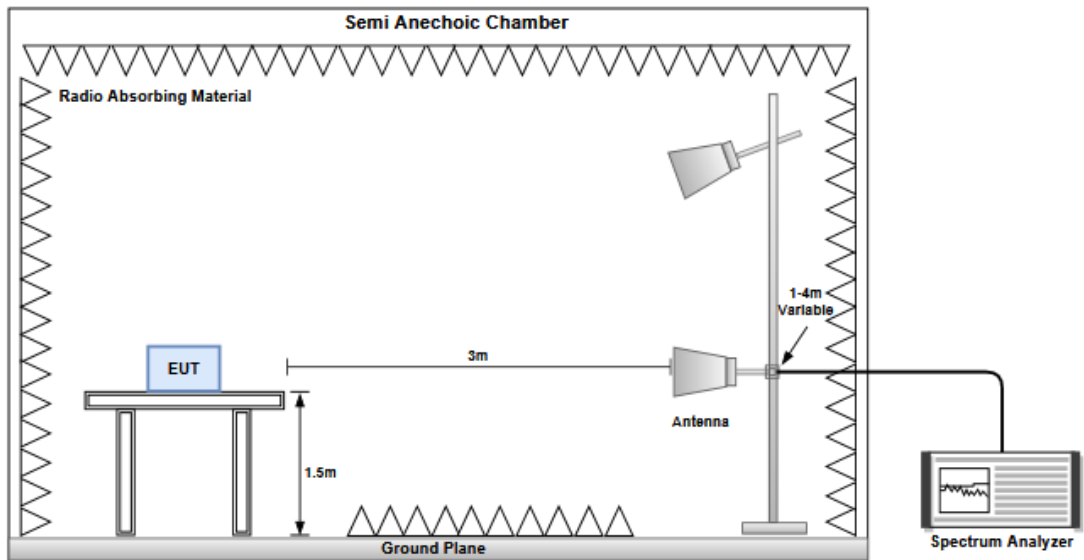 Semi Anechoic Chamber
Radio Absorbing Material
1-4m
Variable
3m
EUT
Antenna
1.5m
Ground Plane
Spectrum Analyzer